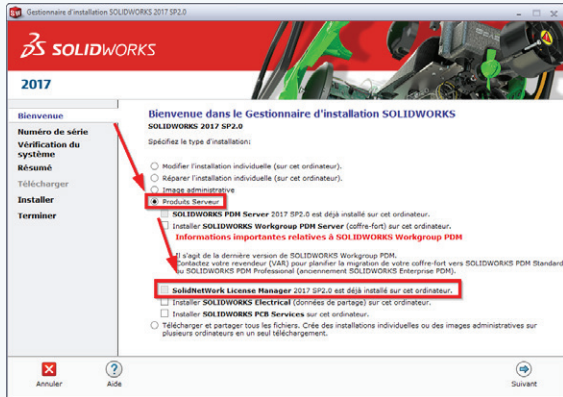 Gestionnaire d'installation SOLIDWORKS 2017 SP2.0
SOLIDWORKS
2017
Bienvenue
Numéro de série
Vérification du
système
Résumé
Télécharger
Installer
Terminer
Bienvenue dans le Gestionnaire d'installation SOLIDWORKS
SOLIDWORKS 2017 SP2.0
Spécifiez le type d'installation:
Modifier l'installation individuelle (sur cet ordinateur).
Réparer l'installation individuelle (sur cet ordinateur).
Image administrative
Produits Serveur
SOLIDWORKS PDM Server 2017 SP2.0 est déjà installé sur cet ordinateur.
Installer SOLIDWORKS Workgroup PDM Server (coffre-fort) sur cet ordinateur.
Informations importantes relatives à SOLIDWORKS Workgroup PDM
Il s'agit de la dernière version de SOLIDWORKS Workgroup PDM.
Contactez votre revendeur (VAR) pour planifier la migration de votre coffre-fort vers SOLIDWORKS PDM Standard
ou SOLIDWORKS PDM Professional (anciennement SOLIDWORKS Enterprise PDM).
SolidNetWork License Manager 2017 SP2.0 est déjà installé sur cet ordinateur.
Installer SOLIDWORKS Electrical (données de partage) sur cet ordinateur.
Installer SOLIDWORKS PCB Services sur cet ordinateur.
Télécharger et partager tous les fichiers. Crée des installations individuelles ou des images administratives sur
plusieurs ordinateurs en un seul téléchargement.
Annuler
Aide
Suivant